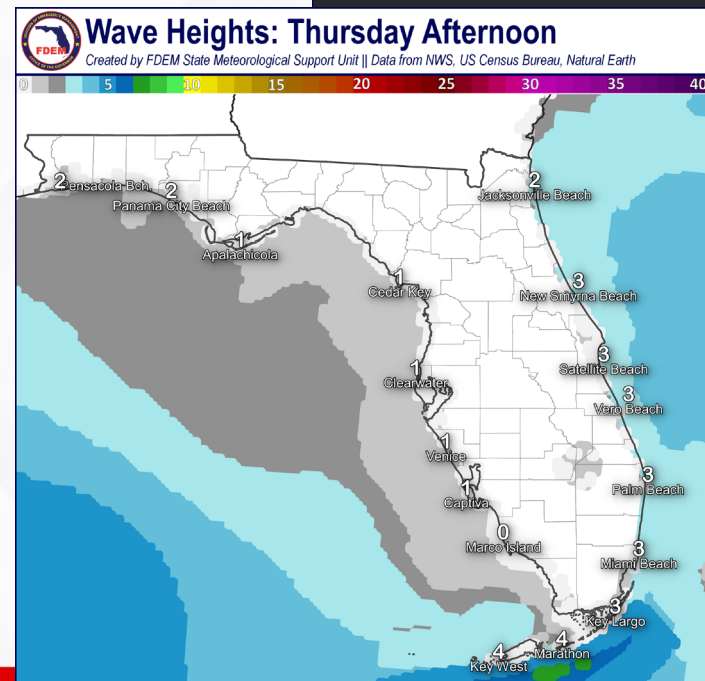 Wave Heights: Thursday Afternoon
Created by FDEM State Meteorological Support Unit || Data from NWS, US Census Bureau, Natural Earth
FDEM
0 5 10 15 20 25 30 35 40
2
Pensacola Bch.
2
Panama City Beach
2
Jacksonville Beach
1
Apalachicola
1
Cedar Key
3
New Smyrna Beach
3
Satellite Beach
1
Clearwater
3
Vero Beach
1
Venice
3
Palm Beach
1
Captiva
0
Marco Island
3
Miami Beach
3
Key Largo
4
Marathon
4
Key West